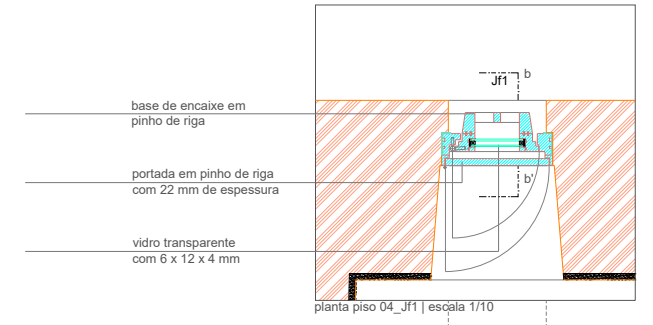 b
Jf1
base de encaixe em
pinho de riga
portada em pinho de riga
com 22 mm de espessura
b'
vidro transparente
com 6 x 12 x 4 mm
planta piso 04_Jf1 | escala 1/10